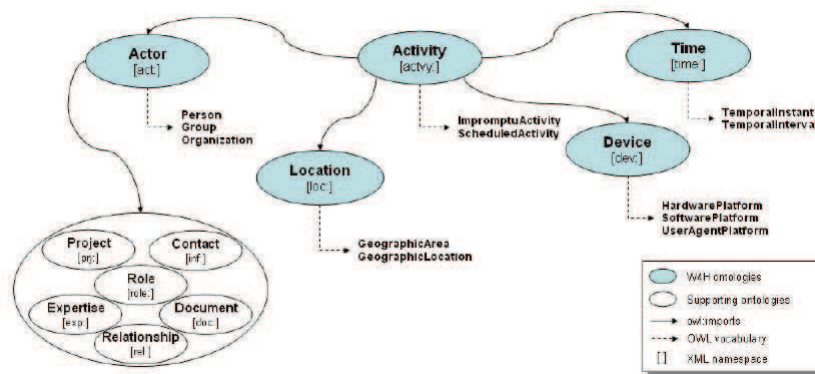 Actor
[act:]
Activity
[actvy:]
Time
[time:]
Person
Group
Organization
ImpromptuActivity
ScheduledActivity
TemporalInstant
TemporalInterval
Location
[loc:]
Device
[dev:]
GeographicArea
GeographicLocation
HardwarePlatform
SoftwarePlatform
UserAgentPlatform
Project
[prj:]
Contact
[inf:]
Role
[role:]
Expertise
[exp:]
Document
[doc:]
Relationship
[rel:]
W4H ontologies
Supporting ontologies
owl:imports
OWL vocabulary
[ ] XML namespace